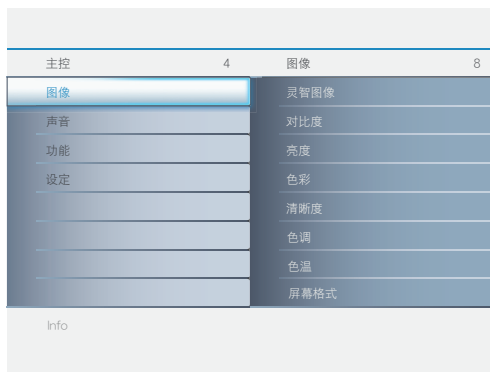 主控 4 图像 8
图像 灵智图像
声音 对比度
功能 亮度
设定 色彩
清晰度
色调
色温
屏幕格式
Info